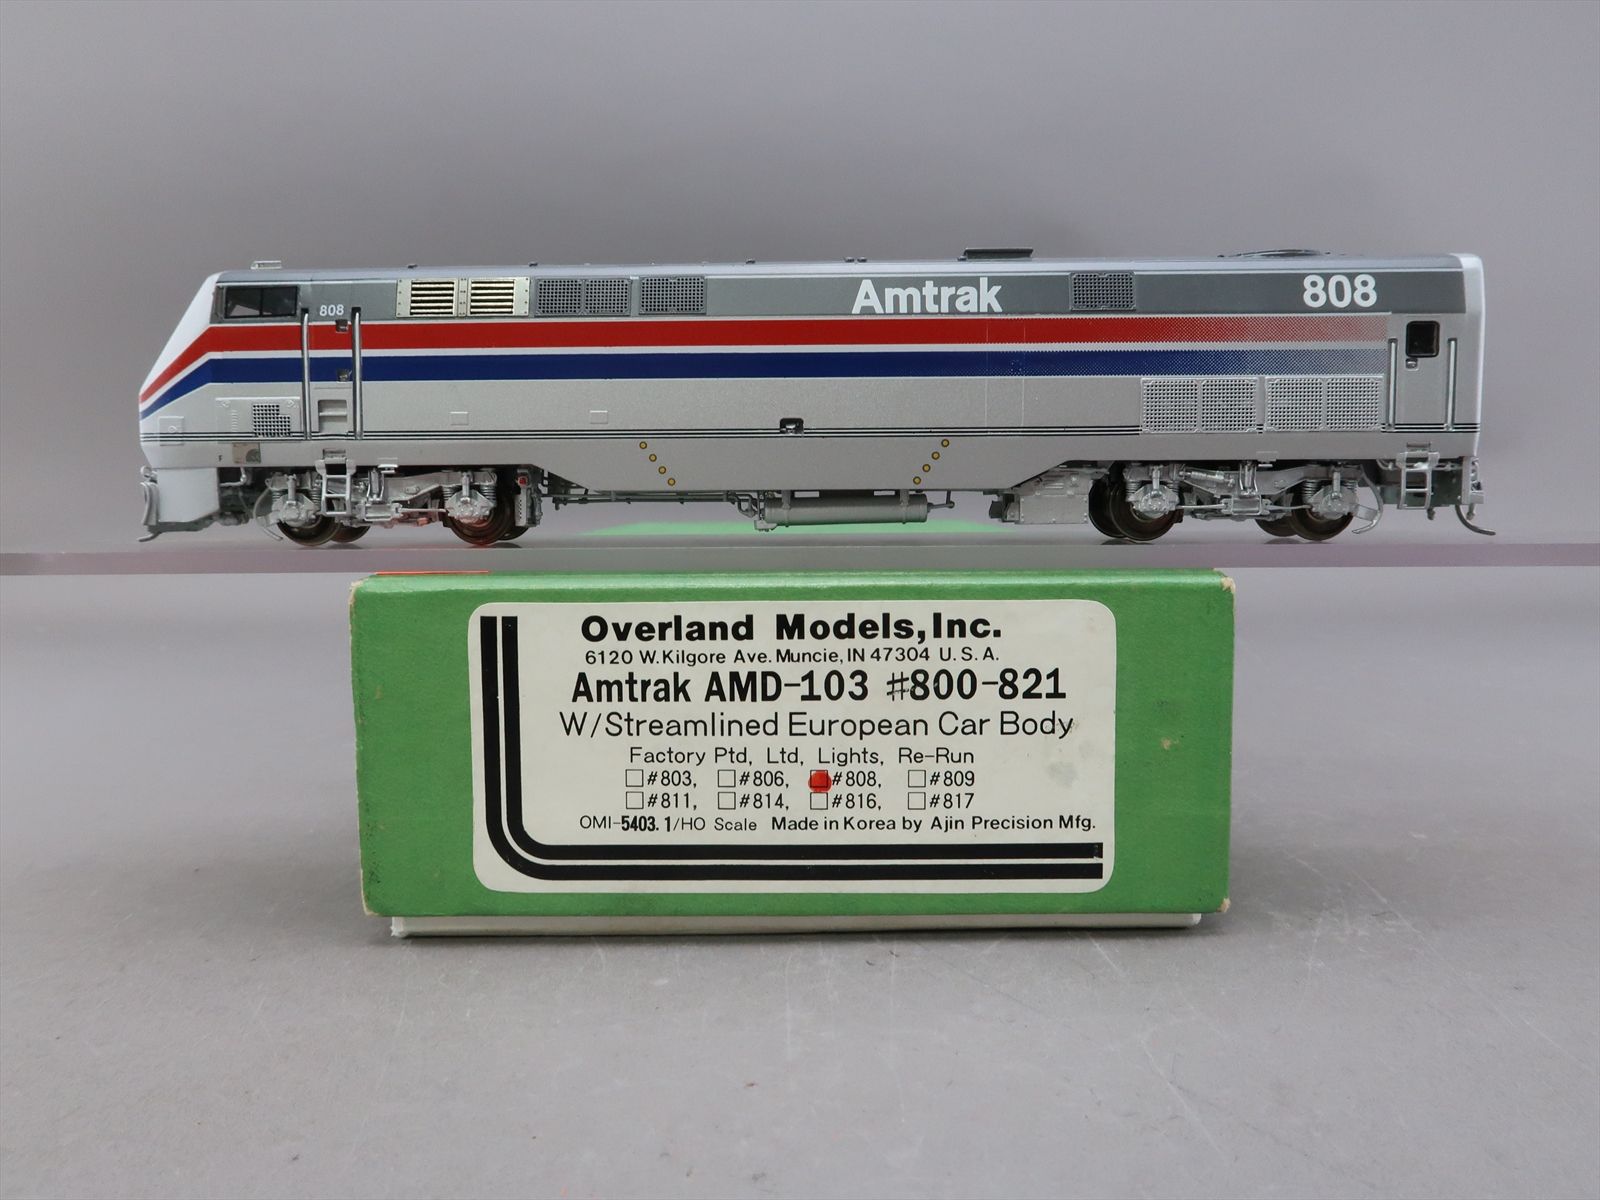 Amtrak
808
808
F
Overland Models, Inc.
6120 W. Kilgore Ave. Muncie, IN 47304 U. S. A.
Amtrak AMD-103 #800-821
W/Streamlined European Car Body
Factory Ptd, Ltd, Lights, Re-Run
☐#803, ☐#806, ☐#808, ☐#809
☐#811, ☐#814, ☐#816, ☐#817
OMI-5403.1/HO Scale Made in Korea by Ajin Precision Mfg.